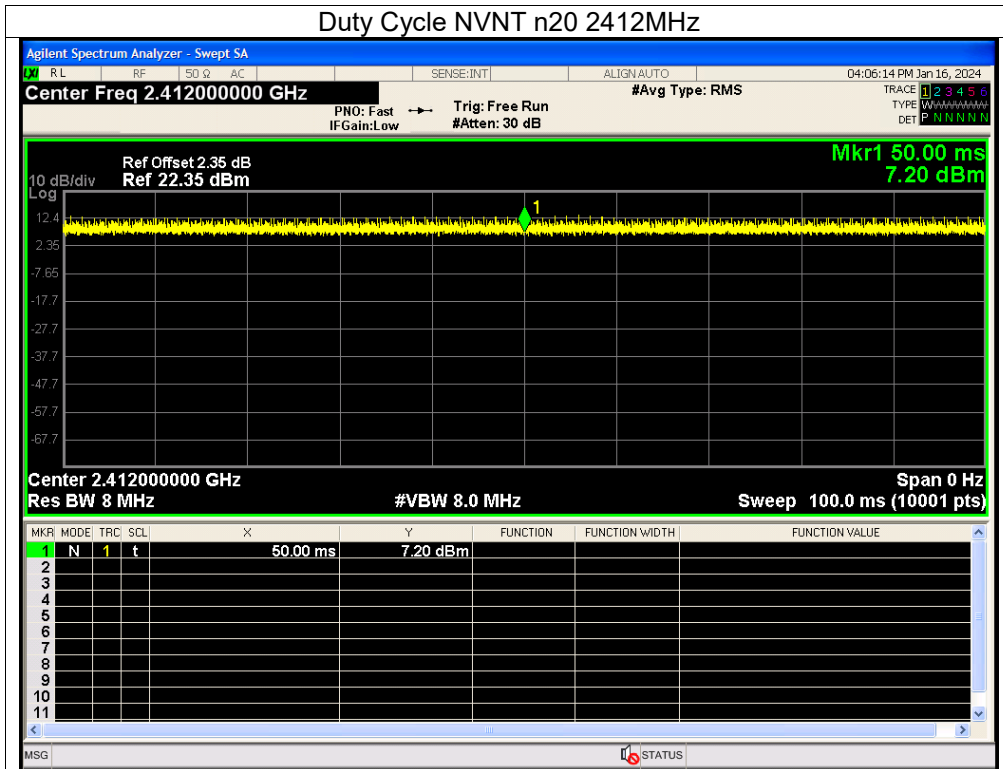 Duty Cycle NVNT n20 2412MHz
Agilent Spectrum Analyzer - Swept SA
LXI RL RF 50 Ω AC SENSE:INT ALIGN AUTO 04:06:14 PM Jan 16, 2024
Center Freq 2.412000000 GHz #Avg Type: RMS TRACE 1 2 3 4 5 6
PNO: Fast Trig: Free Run TYPE WWWWWW
IFGain:Low #Atten: 30 dB DET P N N N N N
Mkr1 50.00 ms
Ref Offset 2.35 dB
10 dB/div Ref 22.35 dBm 7.20 dBm
Log
1
12.4
2.35
-7.65
-17.7
-27.7
-37.7
-47.7
-57.7
-67.7
Center 2.412000000 GHz Span 0 Hz
Res BW 8 MHz #VBW 8.0 MHz Sweep 100.0 ms (10001 pts)
MKR MODE TRC SCL X Y FUNCTION FUNCTION WIDTH FUNCTION VALUE
1 N 1 t 50.00 ms 7.20 dBm
2
3
4
5
6
7
8
9
10
11
MSG STATUS